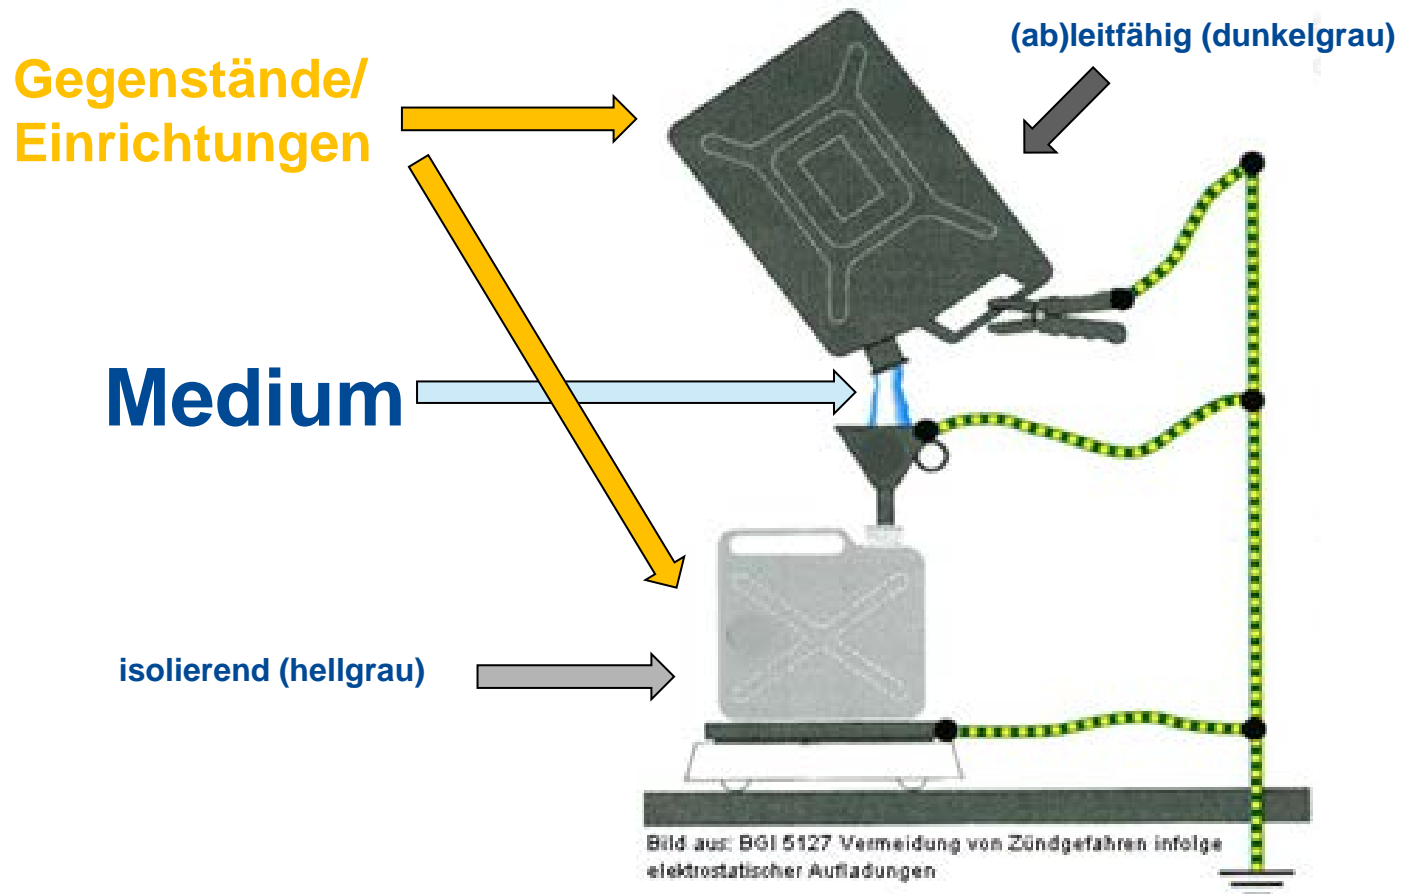 (ab)leitfähig (dunkelgrau)
Gegenstände/
Einrichtungen
Medium
isolierend (hellgrau)
Bild aus: BGI 5127 Vermeidung von Zündgefahren infolge
elektrostatischer Aufladungen